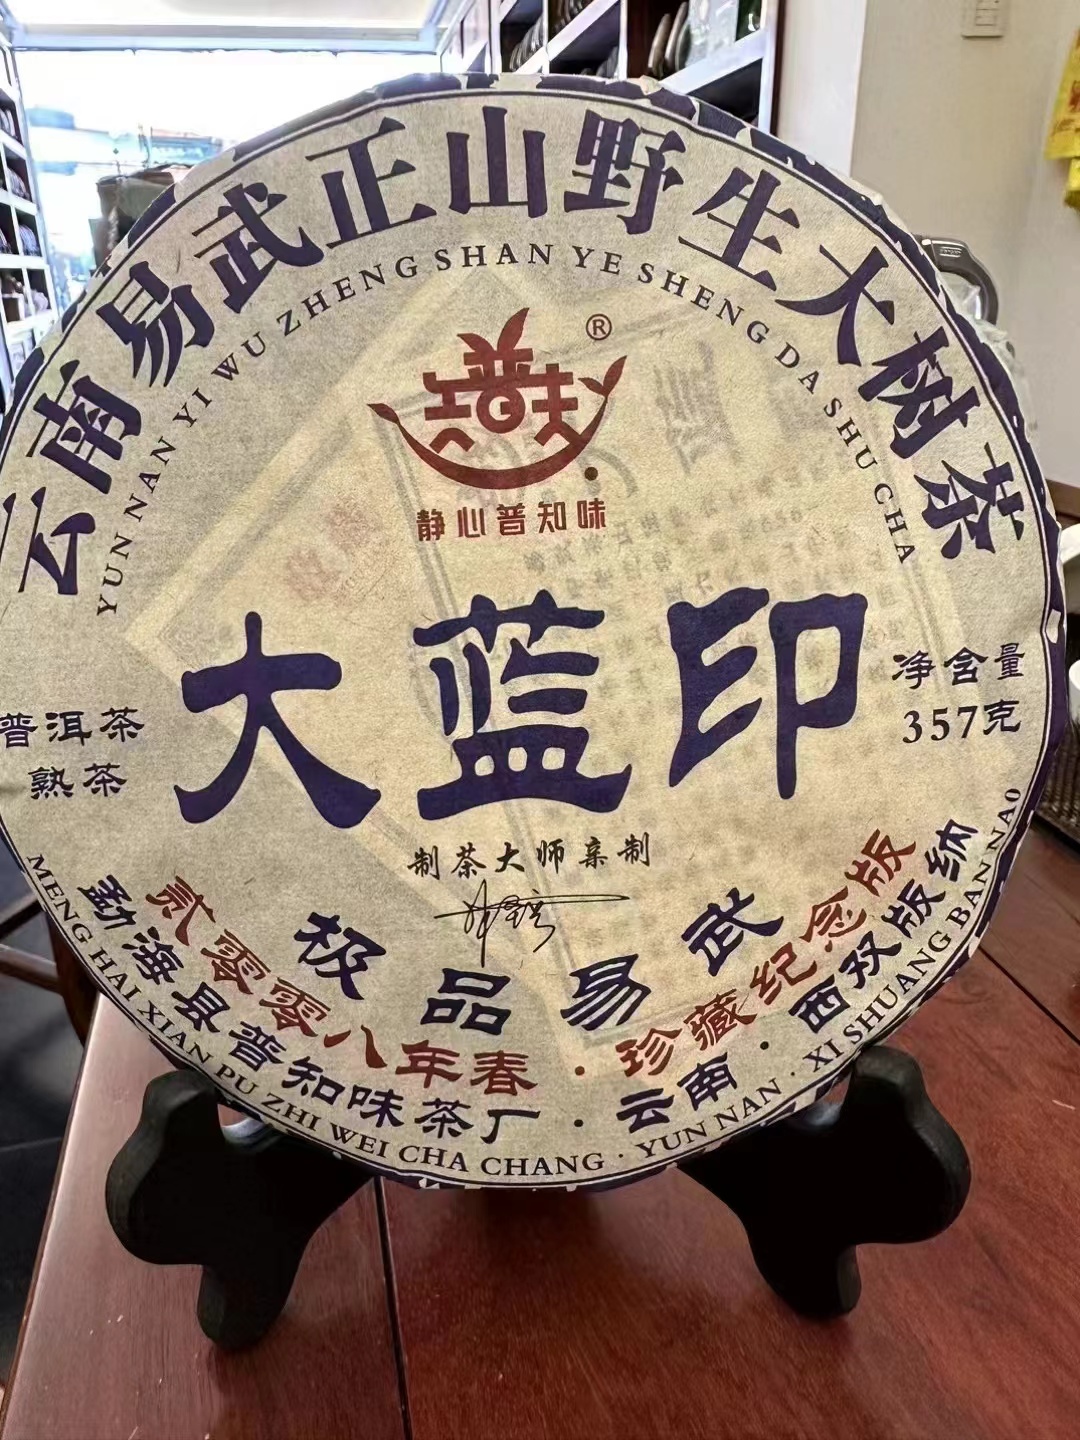 云南易武正山野生大树茶
YUN NAN YI WU ZHENG SHAN YE SHENG DA SHU CHA
®
普
静心普知味
大蓝印
普洱茶
熟茶
净含量
357克
制茶大师亲制
极品易武
贰零零八年春·珍藏纪念版
勐海县普知味茶厂·云南·西双版纳
MENG HAI XIAN PU ZHI WEI CHA CHANG · YUN NAN · XI SHUANG BAN NA0